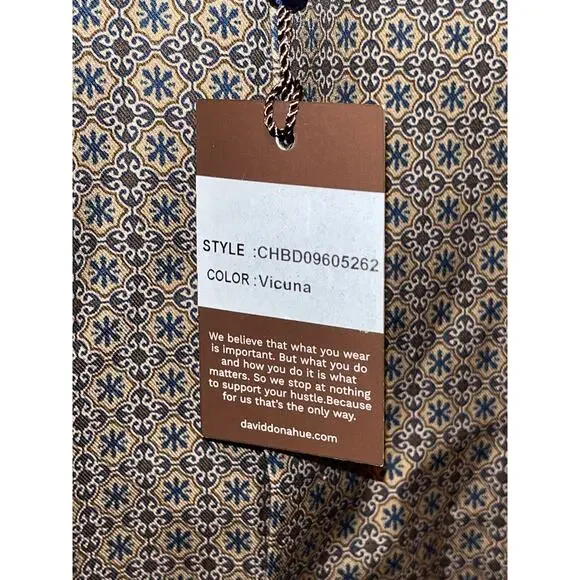 STYLE :CHBD09605262
COLOR :Vicuna
We believe that what you wear
is important. But what you do
and how you do it is what
matters. So we stop at nothing
to support your hustle.Because
for us that's the only way.
daviddonahue.com